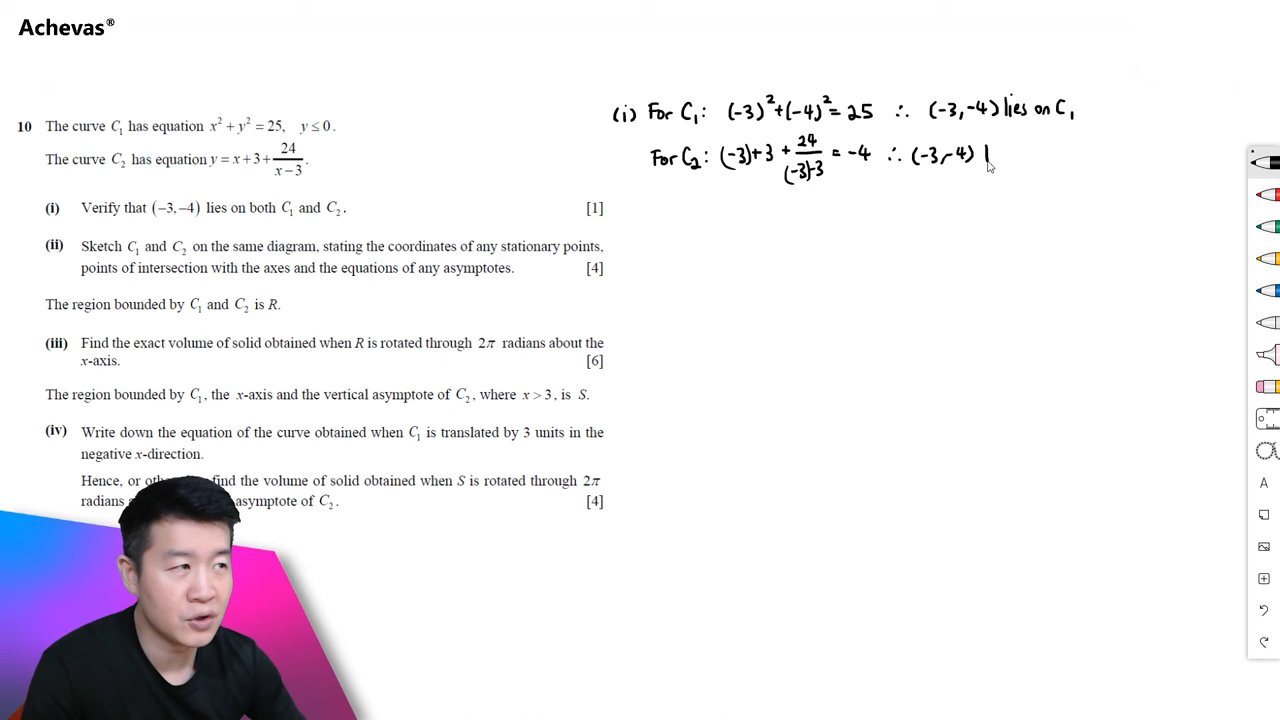 Achevas®
(i) For C₁: (-3)² + (-4)² = 25 ∴ (-3,-4) lies on C₁
For C₂: (-3)+3 + 24/((-3)-3) = -4 ∴ (-3,-4) l
10 The curve C₁ has equation x² + y² = 25, y ≤ 0.
The curve C₂ has equation y = x + 3 + 24/(x − 3).
(i) Verify that (−3, −4) lies on both C₁ and C₂. [1]
(ii) Sketch C₁ and C₂ on the same diagram, stating the coordinates of any stationary points,
points of intersection with the axes and the equations of any asymptotes. [4]
The region bounded by C₁ and C₂ is R.
(iii) Find the exact volume of solid obtained when R is rotated through 2π radians about the
x-axis. [6]
The region bounded by C₁, the x-axis and the vertical asymptote of C₂, where x > 3, is S.
(iv) Write down the equation of the curve obtained when C₁ is translated by 3 units in the
negative x-direction.
Hence, or find the volume of solid obtained when S is rotated through 2π
radians asymptote of C₂. [4]
A